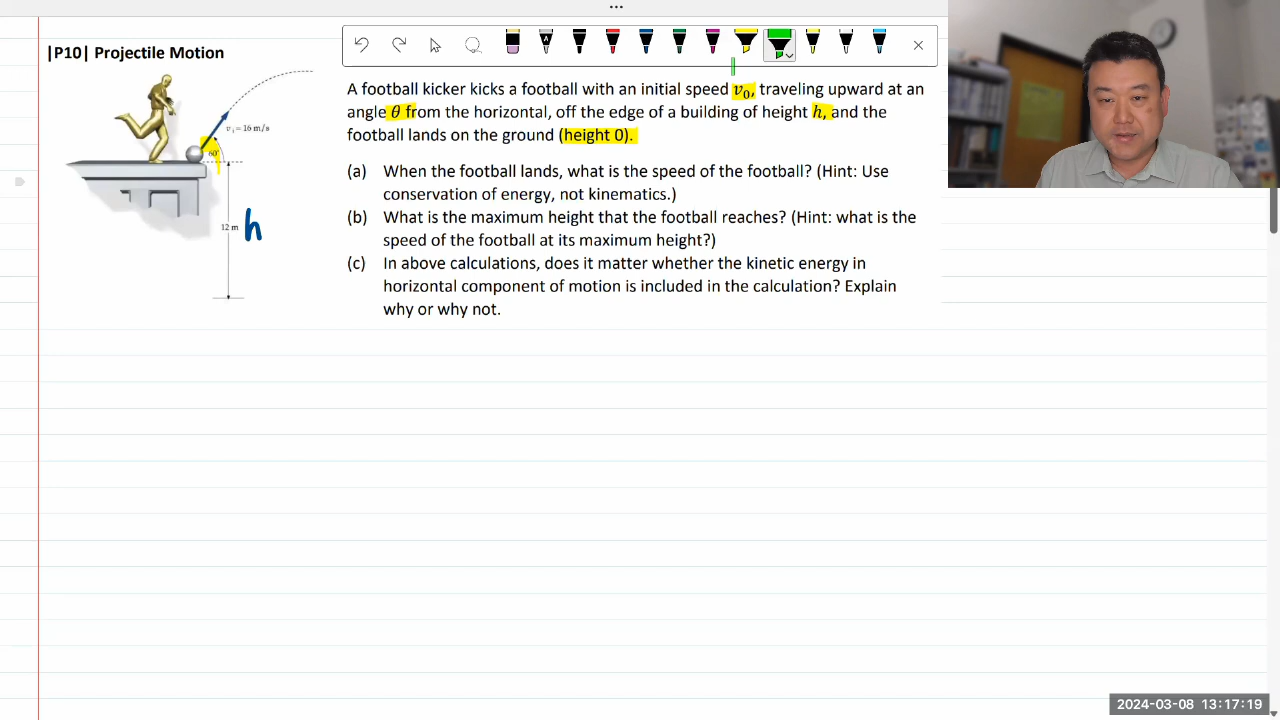 |P10| Projectile Motion
A football kicker kicks a football with an initial speed v₀, traveling upward at an
angle θ from the horizontal, off the edge of a building of height h, and the
football lands on the ground (height 0).
(a) When the football lands, what is the speed of the football? (Hint: Use
conservation of energy, not kinematics.)
(b) What is the maximum height that the football reaches? (Hint: what is the
speed of the football at its maximum height?)
(c) In above calculations, does it matter whether the kinetic energy in
horizontal component of motion is included in the calculation? Explain
why or why not.
v i = 16 m/s
60°
12 m
h
2024-03-08 13:17:19